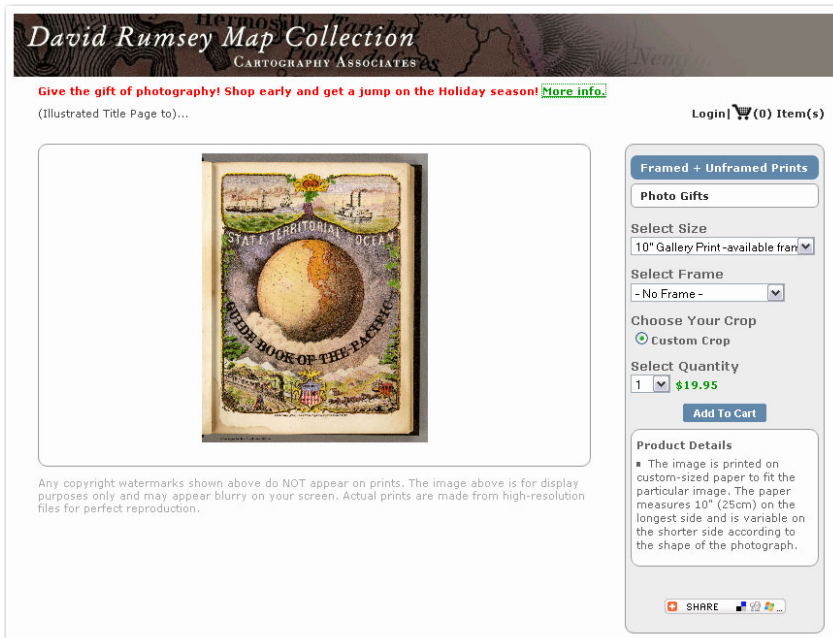 David Rumsey Map Collection
CARTOGRAPHY ASSOCIATES
Give the gift of photography! Shop early and get a jump on the Holiday season! More info.
(Illustrated Title Page to)...
Login| (0) Item(s)
STATE, TERRITORIAL & OCEAN
GUIDE BOOK OF THE PACIFIC
Any copyright watermarks shown above do NOT appear on prints. The image above is for display
purposes only and may appear blurry on your screen. Actual prints are made from high-resolution
files for perfect reproduction.
Framed + Unframed Prints
Photo Gifts
Select Size
10" Gallery Print -available fram
Select Frame
- No Frame -
Choose Your Crop
Custom Crop
Select Quantity
1 $19.95
Add To Cart
Product Details
The image is printed on
custom-sized paper to fit the
particular image. The paper
measures 10" (25cm) on the
longest side and is variable on
the shorter side according to
the shape of the photograph.
SHARE ...